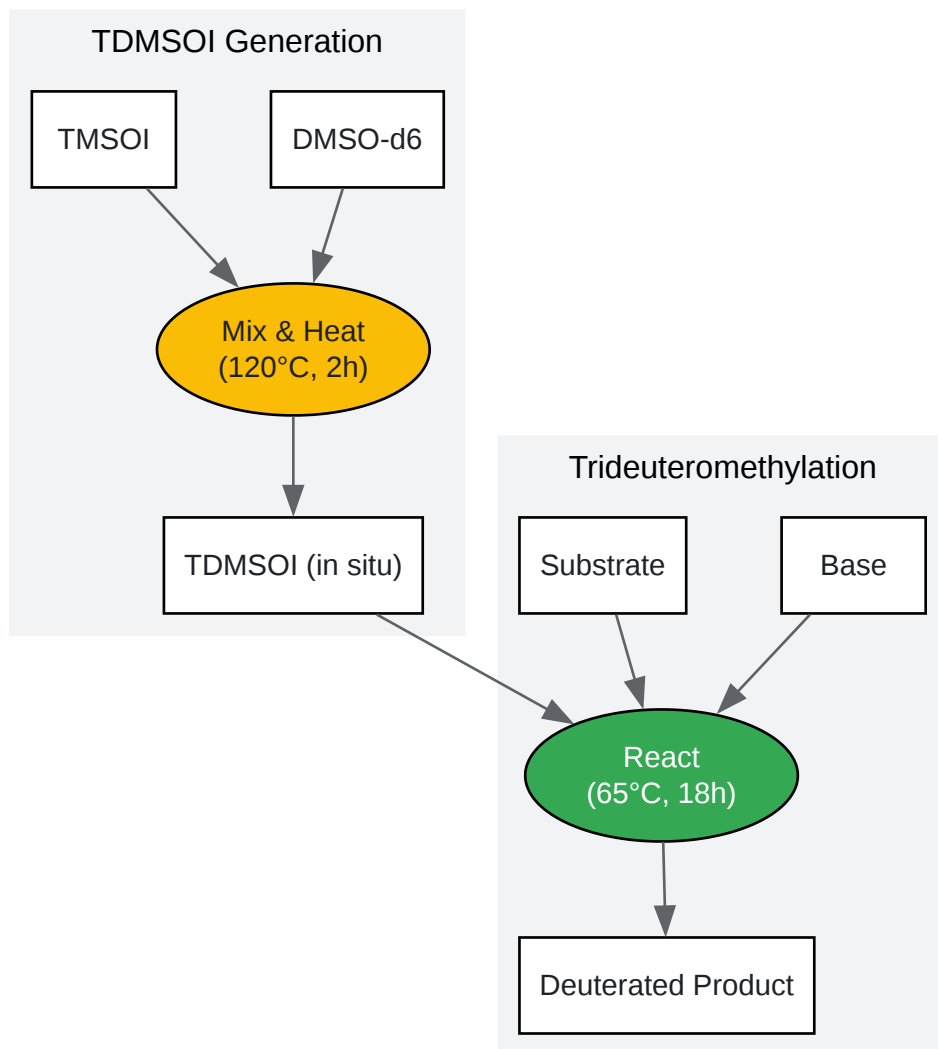 TDMSOI Generation
TMSOI
DMSO-d6
Mix & Heat
(120°C, 2h)
TDMSOI (in situ)
Trideuteromethylation
Substrate
Base
React
(65°C, 18h)
Deuterated Product